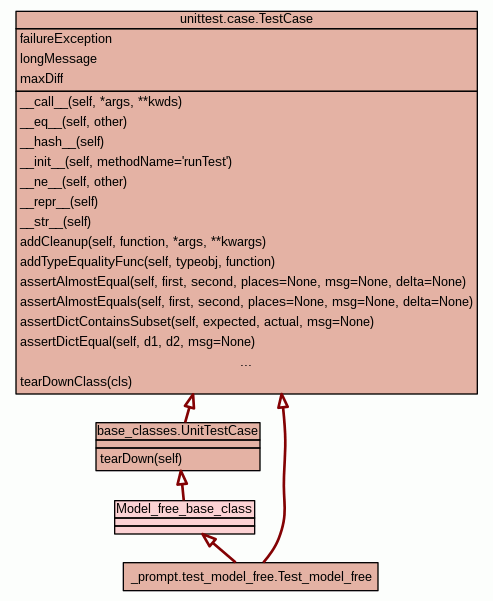 unittest.case.TestCase
failureException
longMessage
maxDiff
__call__(self, *args, **kwds)
__eq__(self, other)
__hash__(self)
__init__(self, methodName='runTest')
__ne__(self, other)
__repr__(self)
__str__(self)
addCleanup(self, function, *args, **kwargs)
addTypeEqualityFunc(self, typeobj, function)
assertAlmostEqual(self, first, second, places=None, msg=None, delta=None)
assertAlmostEquals(self, first, second, places=None, msg=None, delta=None)
assertDictContainsSubset(self, expected, actual, msg=None)
assertDictEqual(self, d1, d2, msg=None)
...
tearDownClass(cls)
base_classes.UnitTestCase
tearDown(self)
Model_free_base_class
_prompt.test_model_free.Test_model_free